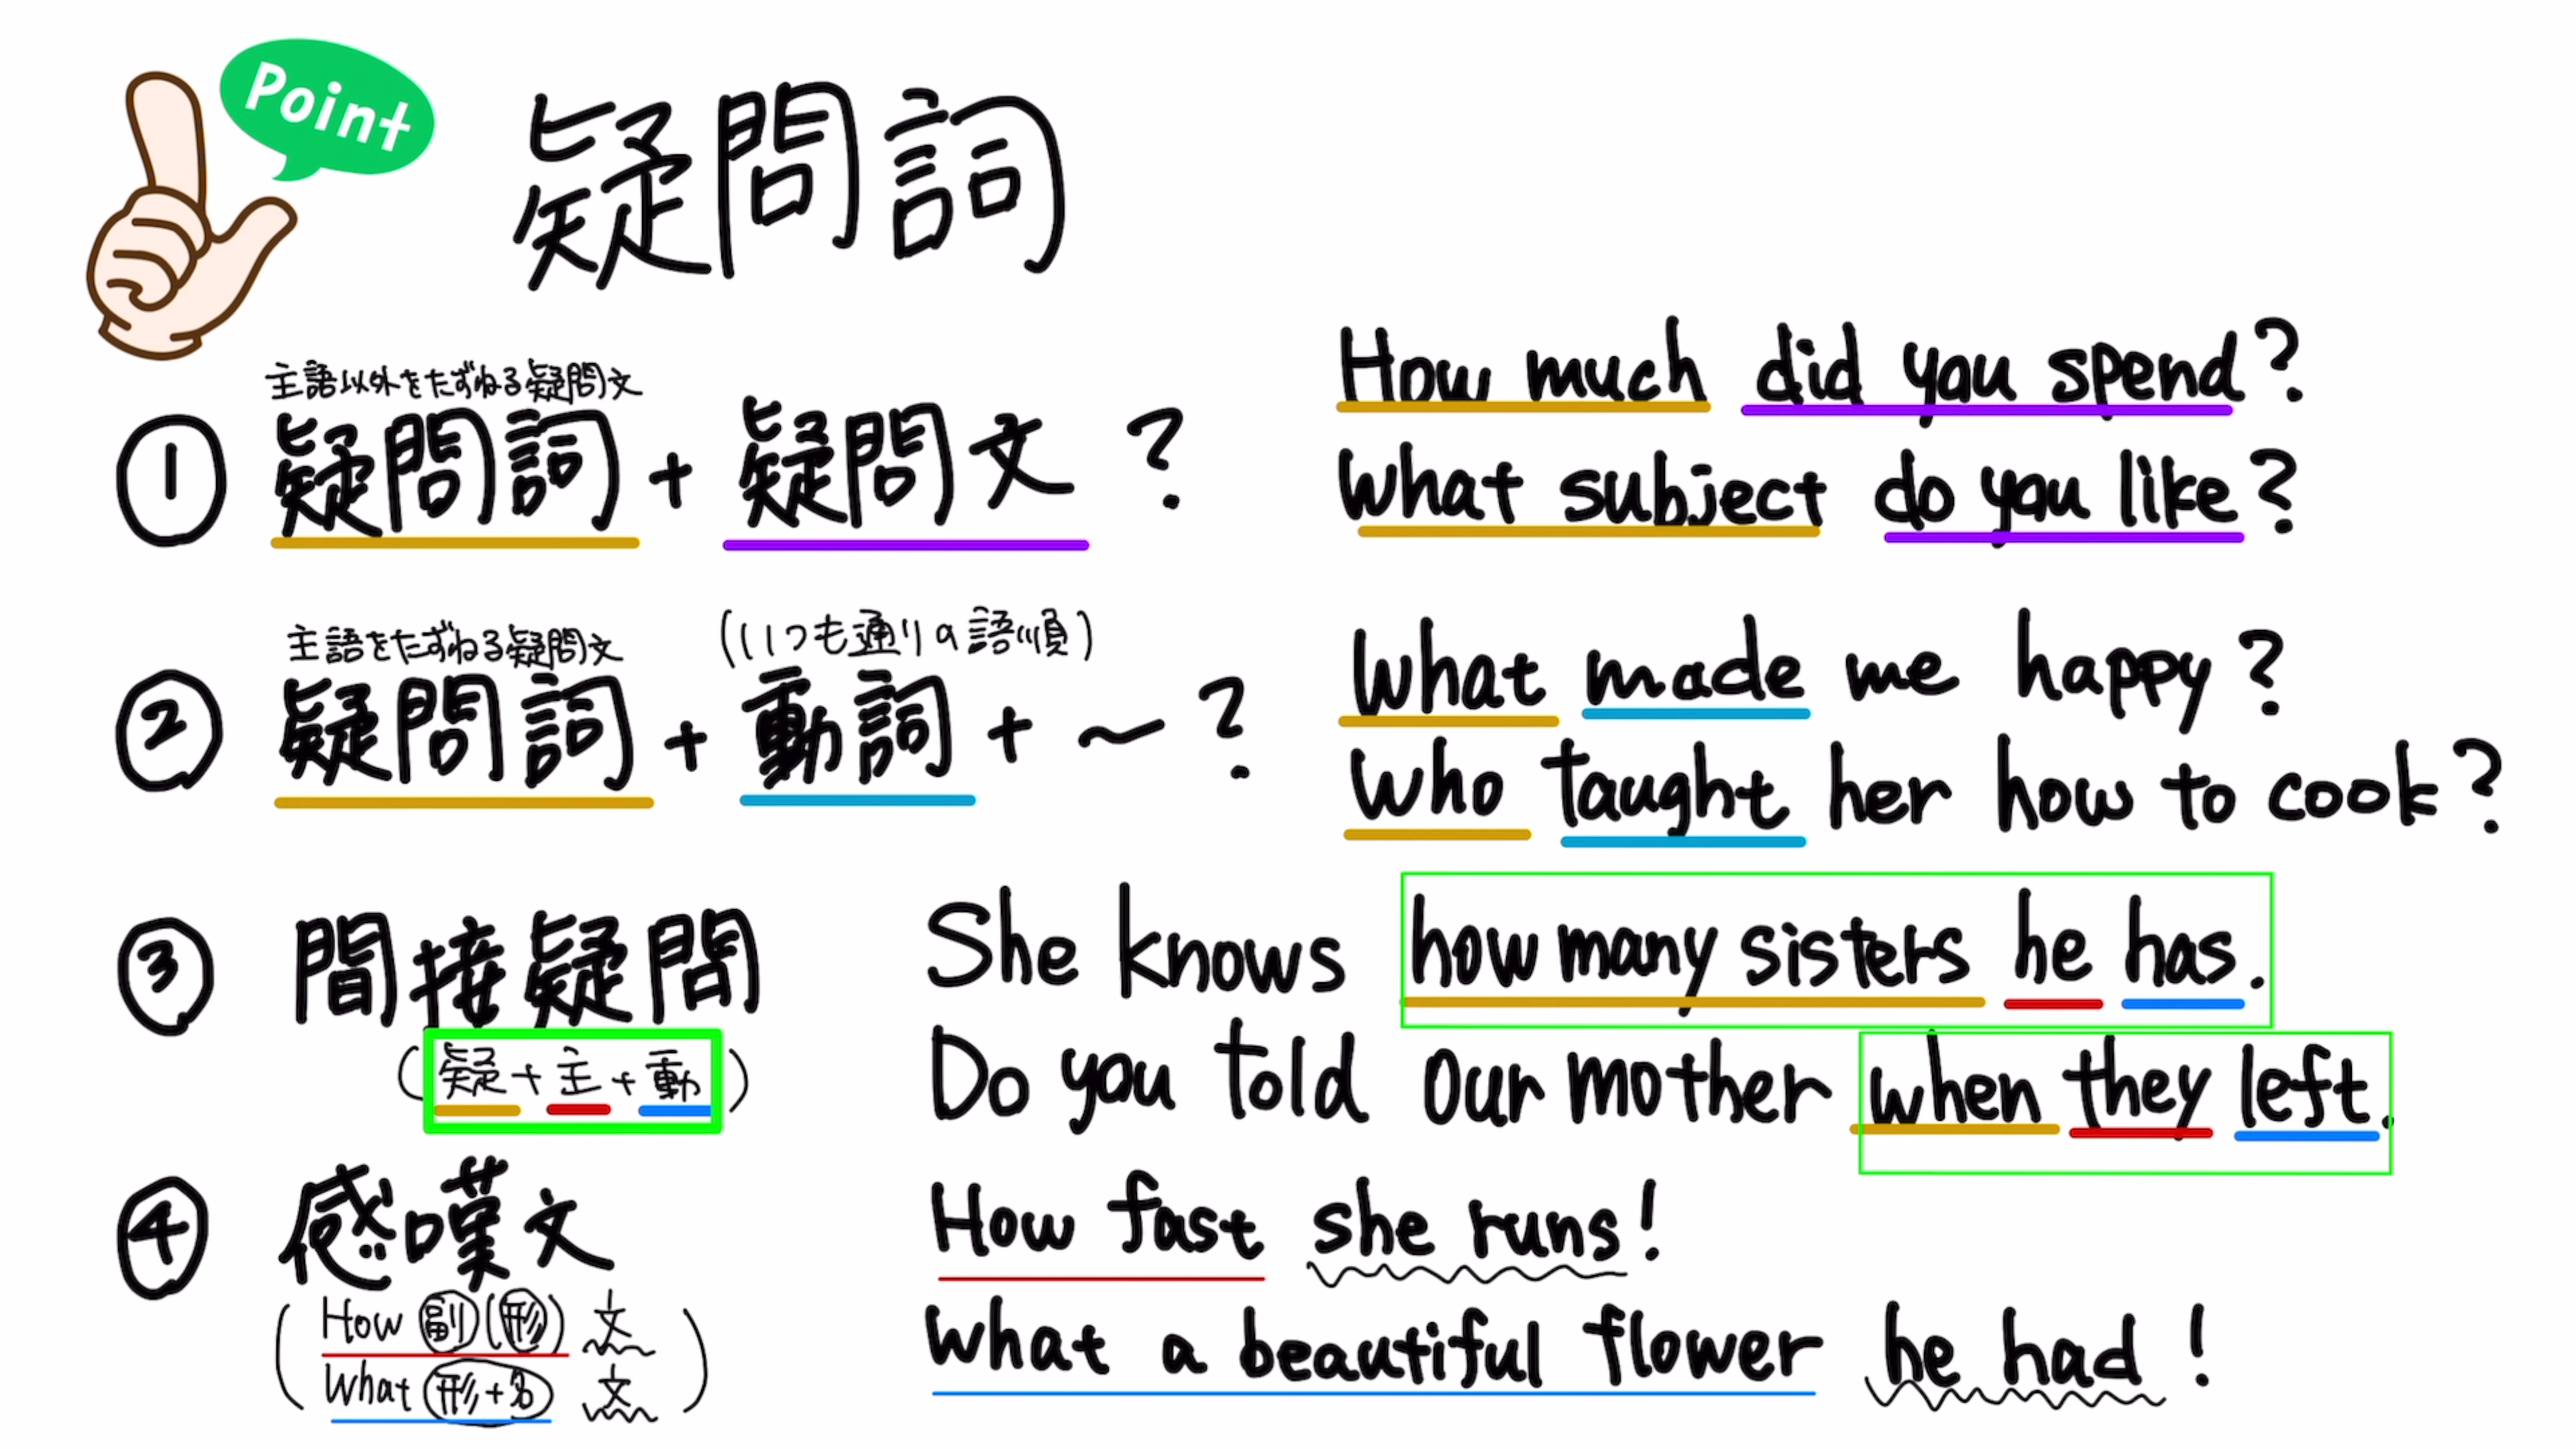 Point
疑問詞
主語以外をたずねる疑問文
① 疑問詞 + 疑問文 ?
How much did you spend?
What subject do you like?
主語をたずねる疑問文 (いつも通りの語順)
② 疑問詞 + 動詞 + ～ ?
What made me happy?
Who taught her how to cook?
③ 間接疑問
(疑 + 主 + 動)
She knows how many sisters he has.
Do you told our mother when they left.
④ 感嘆文
(How 副 (形) 文
What 形+名 文)
How fast she runs!
What a beautiful flower he had!